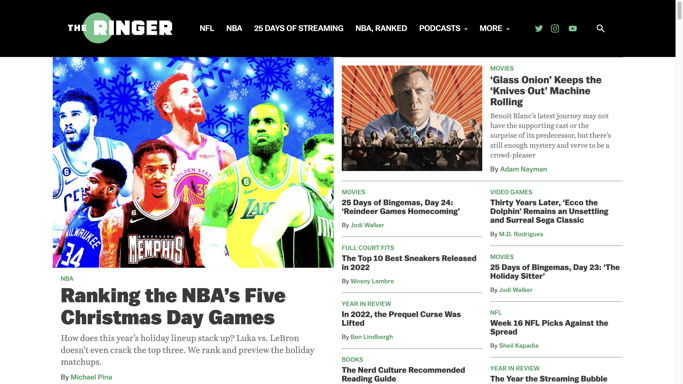 THE RINGER
NFL NBA 25 DAYS OF STREAMING NBA, RANKED PODCASTS MORE
6
GOLDEN STATE
30
6
LA
MILWAUKEE
34
MEMPHIS
NBA
Ranking the NBA’s Five
Christmas Day Games
How does this year’s holiday lineup stack up? Luka vs. LeBron
doesn’t even crack the top three. We rank and preview the holiday
matchups.
By Michael Pina
MOVIES
‘Glass Onion’ Keeps the
‘Knives Out’ Machine
Rolling
Benoit Blanc’s latest journey may not
have the supporting cast or the
surprise of its predecessor, but there’s
still enough mystery and verve to be a
crowd-pleaser
By Adam Nayman
MOVIES
25 Days of Bingemas, Day 24:
‘Reindeer Games Homecoming’
By Jodi Walker
FULL COURT FITS
The Top 10 Best Sneakers Released
in 2022
By Wosny Lambre
YEAR IN REVIEW
In 2022, the Prequel Curse Was
Lifted
By Ben Lindbergh
BOOKS
The Nerd Culture Recommended
Reading Guide
VIDEO GAMES
Thirty Years Later, ‘Ecco the
Dolphin’ Remains an Unsettling
and Surreal Sega Classic
By M.D. Rodrigues
MOVIES
25 Days of Bingemas, Day 23: ‘The
Holiday Sitter’
By Jodi Walker
NFL
Week 16 NFL Picks Against the
Spread
By Sheil Kapadia
YEAR IN REVIEW
The Year the Streaming Bubble